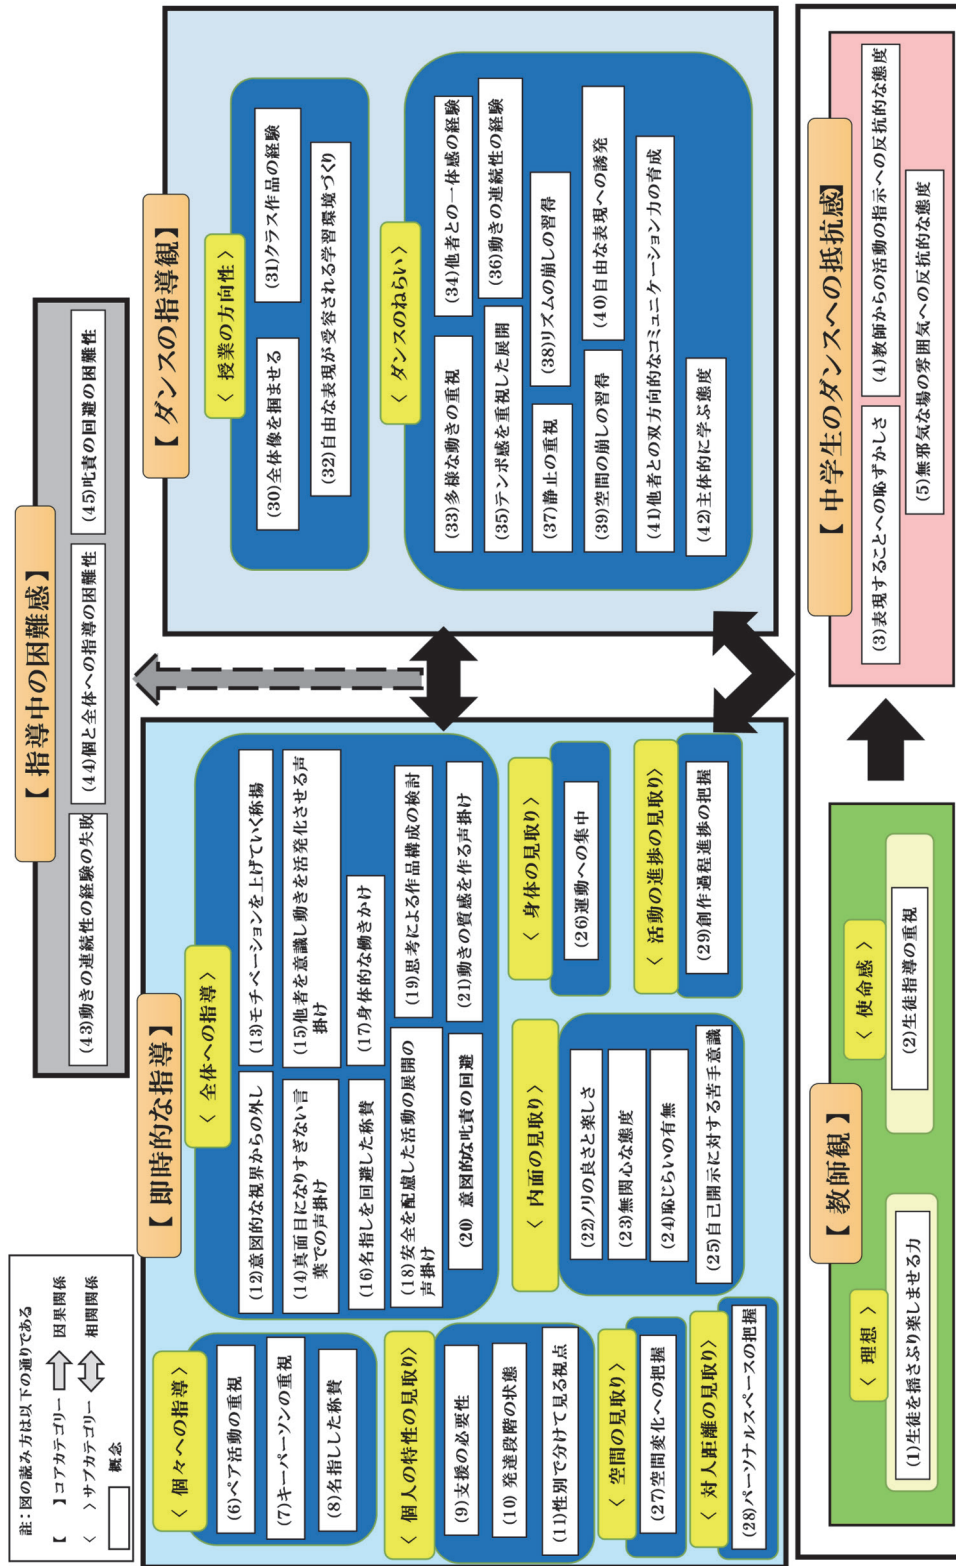 註：図の読み方は以下の通りである
【　】コアカテゴリー　因果関係
〈　〉サブカテゴリー　相関関係
概念
【 指導中の困難感】
(43)動きの連続性の経験の失敗
(44)個と全体への指導の困難性
(45)叱責の回避の困難性
【 即時的な指導】
〈 個々への指導〉
(6)ペア活動の重視
(7)キーパーソンの重視
(8)名指しした称賛
〈 全体への指導〉
(12)意図的な視界からの外し
(13)モチベーションを上げていく称揚
(14)真面目になりすぎない言
葉での声掛け
(15)他者を意識し動きを活発化させる声
掛け
(16)名指しを回避した称賛
(17)身体的な働きかけ
(18)安全を配慮した活動の展開の
声掛け
(19)思考による作品構成の検討
(20) 意図的な叱責の回避
(21)動きの質感を作る声掛け
〈 個人の特性の見取り〉
(9)支援の必要性
(10) 発達段階の状態
(11)性別で分けて見る視点
〈 内面の見取り〉
(22)ノリの良さと楽しさ
(23)無関心な態度
(24)恥じらいの有無
(25)自己開示に対する苦手意識
〈 身体の見取り〉
(26)運動への集中
〈 空間の見取り〉
(27)空間変化への把握
〈 対人距離の見取り〉
(28)パーソナルスペースの把握
〈 活動の進捗の見取り〉
(29)創作過程進捗の把握
【 ダンスの指導観】
〈 授業の方向性〉
(30)全体像を掴ませる
(31)クラス作品の経験
(32)自由な表現が受容される学習環境づくり
〈 ダンスのねらい〉
(33)多様な動きの重視
(34)他者との一体感の経験
(35)テンポ感を重視した展開
(36)動きの連続性の経験
(37)静止の重視
(38)リズムの崩しの習得
(39)空間の崩しの習得
(40)自由な表現への誘発
(41)他者との双方向的なコミュニケーション力の育成
(42)主体的に学ぶ態度
【 教師観 】
〈 理想 〉
(1)生徒を揺さぶり楽しませる力
〈 使命感 〉
(2)生徒指導の重視
【 中学生のダンスへの抵抗感】
(3)表現することへの恥ずかしさ
(4)教師からの活動の指示への反抗的な態度
(5)無邪気な場の雰囲気への反抗的な態度